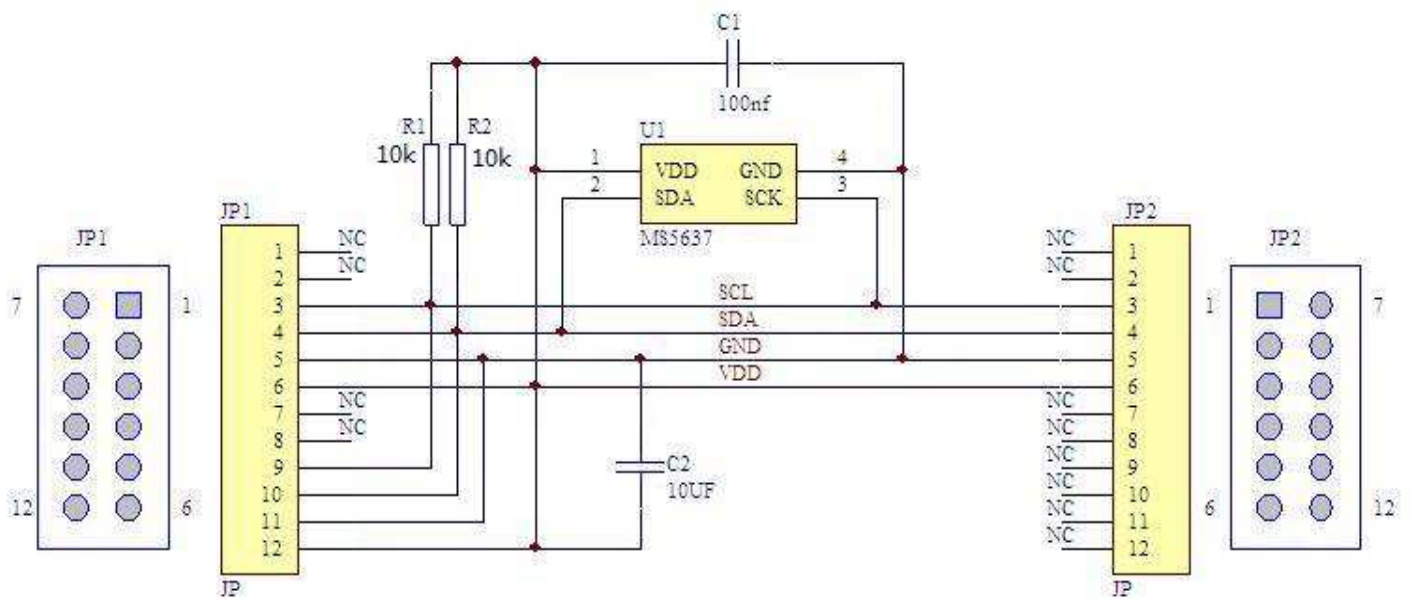 C1
100nf
R1 R2
10k 10k
U1
1 VDD GND 4
2 SDA SCK 3
MS5637
JP1
JP1
7 1
12 6
NC 1
NC 2
3
4
5
6
NC 7
NC 8
9
10
11
12
JP
SCL
SDA
GND
VDD
C2
10UF
JP2
JP2
NC 1
NC 2
3
4
5
6
NC 7
NC 8
NC 9
NC 10
NC 11
NC 12
JP
1 7
6 12